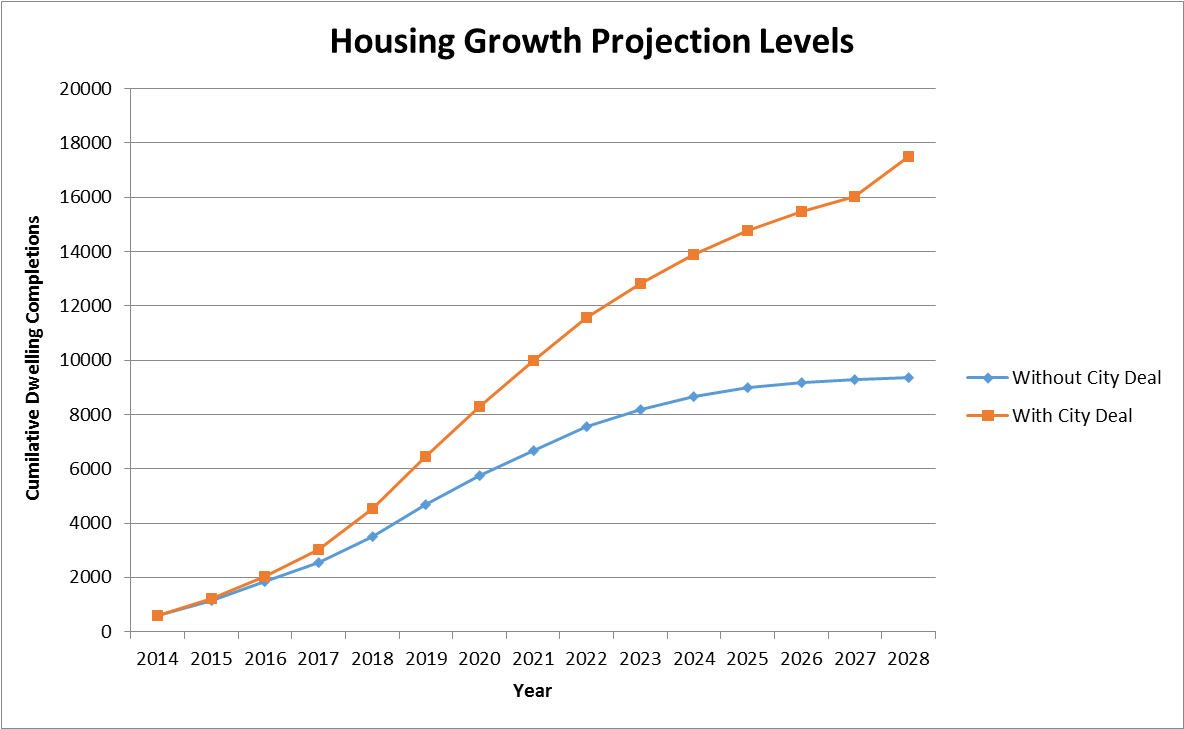 Housing Growth Projection Levels
20000
18000
16000
14000
12000
10000
8000
6000
4000
2000
0
Cumilative Dwelling Completions
2014 2015 2016 2017 2018 2019 2020 2021 2022 2023 2024 2025 2026 2027 2028
Year
Without City Deal
With City Deal